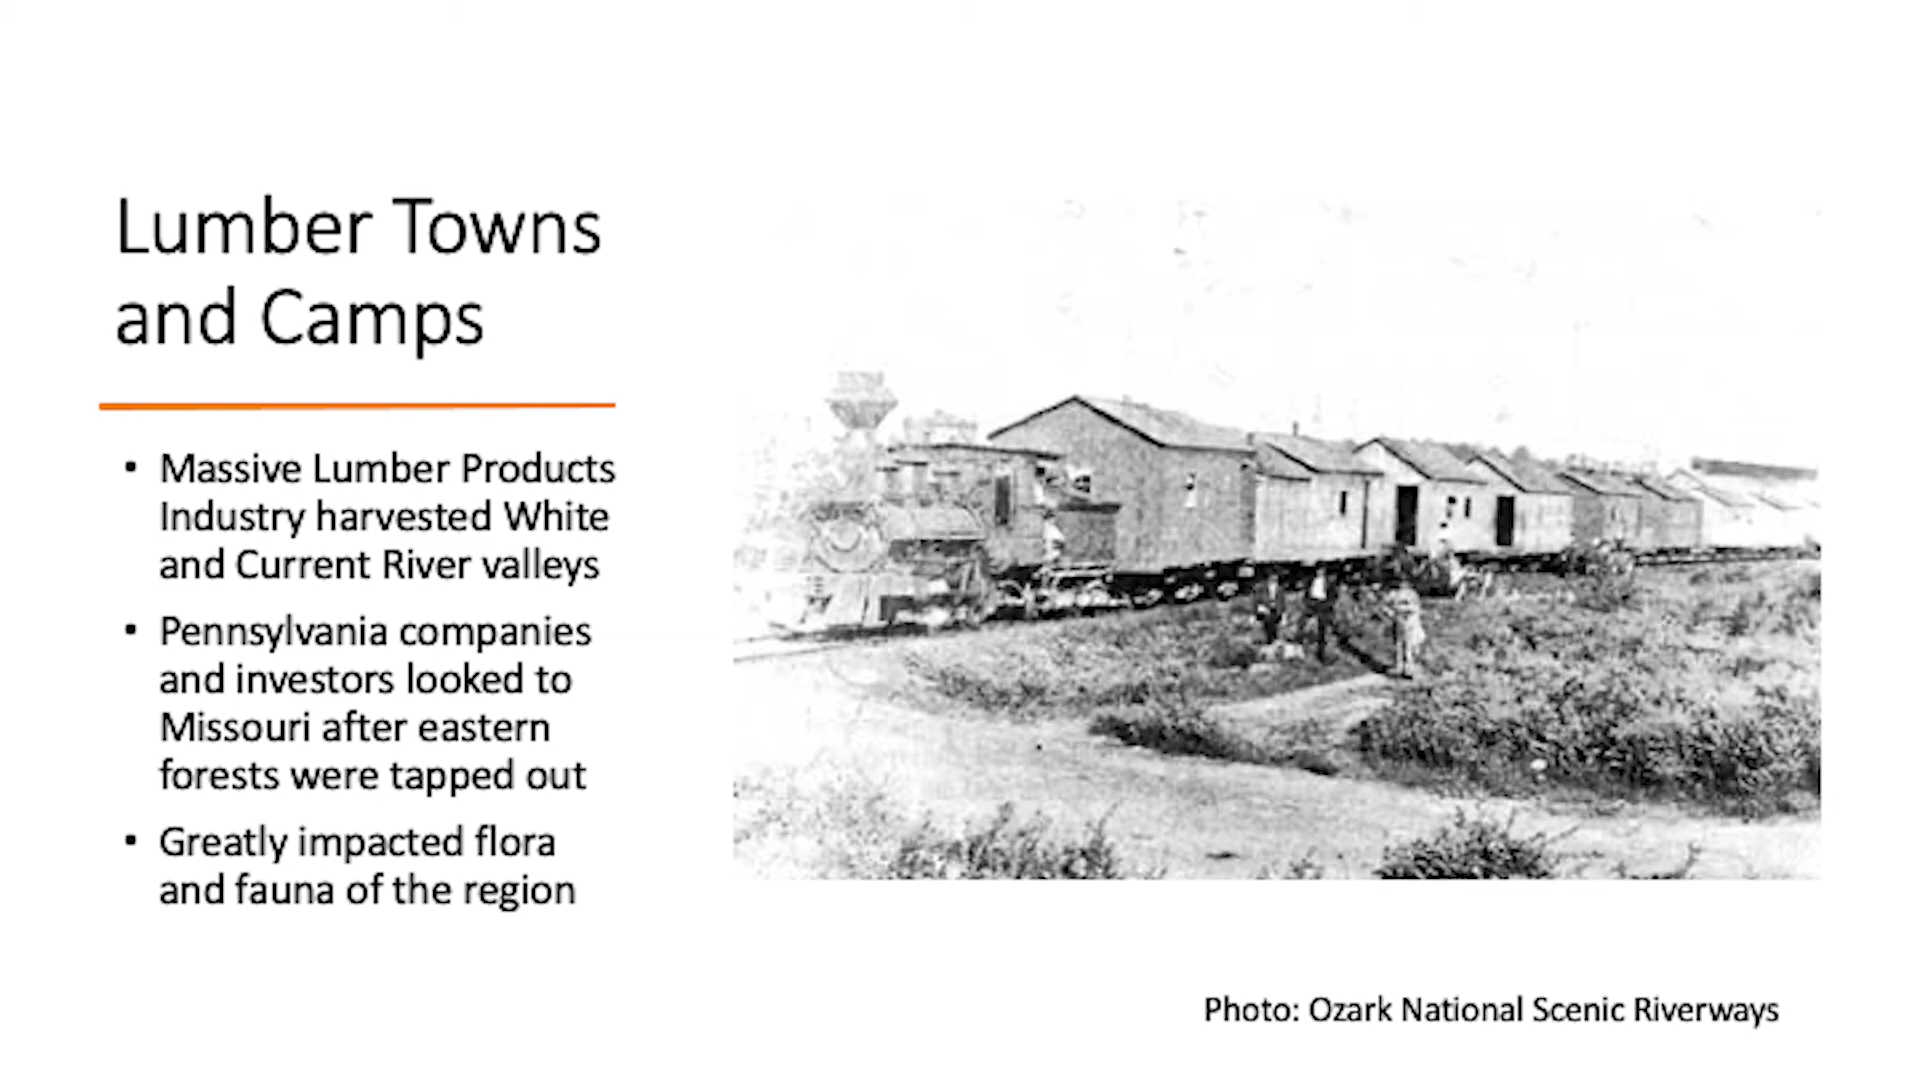 Lumber Towns
and Camps
• Massive Lumber Products
Industry harvested White
and Current River valleys
• Pennsylvania companies
and investors looked to
Missouri after eastern
forests were tapped out
• Greatly impacted flora
and fauna of the region
Photo: Ozark National Scenic Riverways